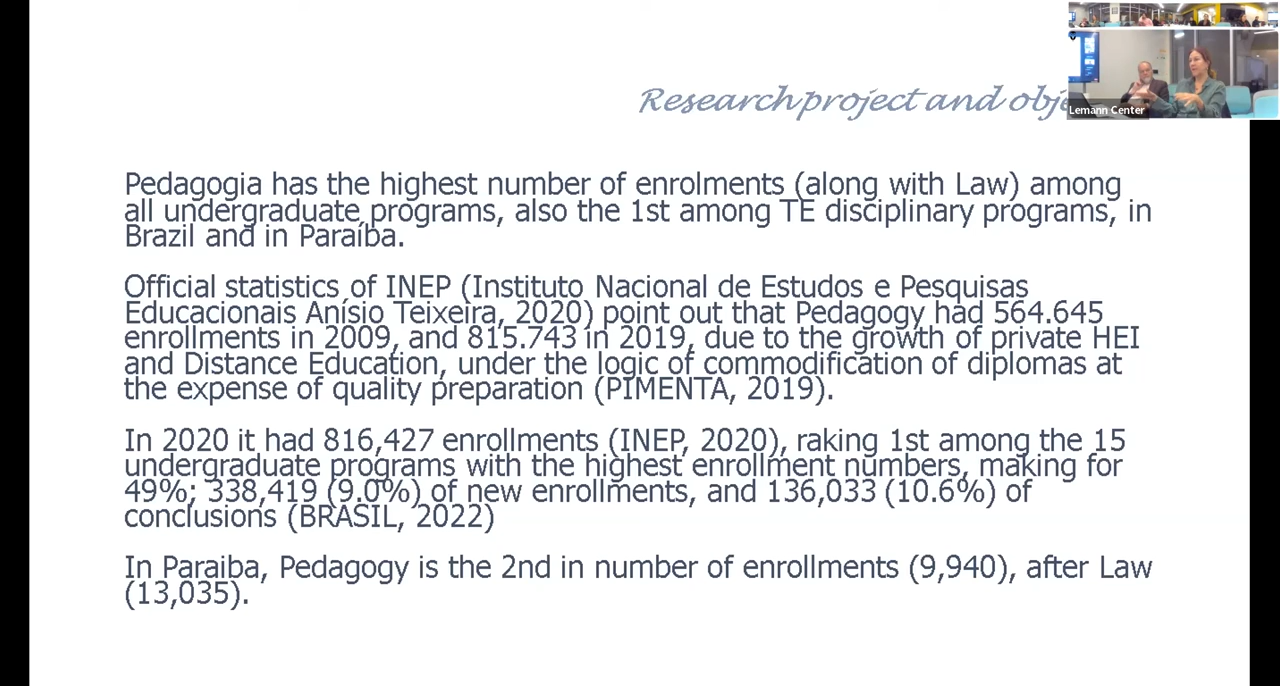 Research project and obje
Lemann Center
Pedagogia has the highest number of enrolments (along with Law) among
all undergraduate programs, also the 1st among TE disciplinary programs, in
Brazil and in Paraíba.
Official statistics of INEP (Instituto Nacional de Estudos e Pesquisas
Educacionais Anísio Teixeira, 2020) point out that Pedagogy had 564.645
enrollments in 2009, and 815.743 in 2019, due to the growth of private HEI
and Distance Education, under the logic of commodification of diplomas at
the expense of quality preparation (PIMENTA, 2019).
In 2020 it had 816,427 enrollments (INEP, 2020), raking 1st among the 15
undergraduate programs with the highest enrollment numbers, making for
49%; 338,419 (9.0%) of new enrollments, and 136,033 (10.6%) of
conclusions (BRASIL, 2022)
In Paraiba, Pedagogy is the 2nd in number of enrollments (9,940), after Law
(13,035).